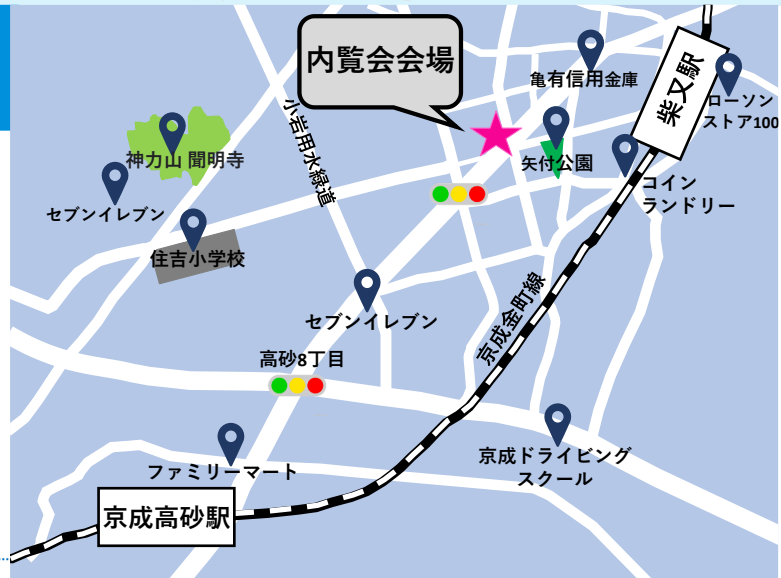 内覧会会場
亀有信用金庫
柴又駅
ローソン
ストア100
小岩用水緑道
神力山 聞明寺
矢付公園
コイン
ランドリー
セブンイレブン
住吉小学校
セブンイレブン
京成金町線
高砂8丁目
京成ドライビング
スクール
ファミリーマート
京成高砂駅